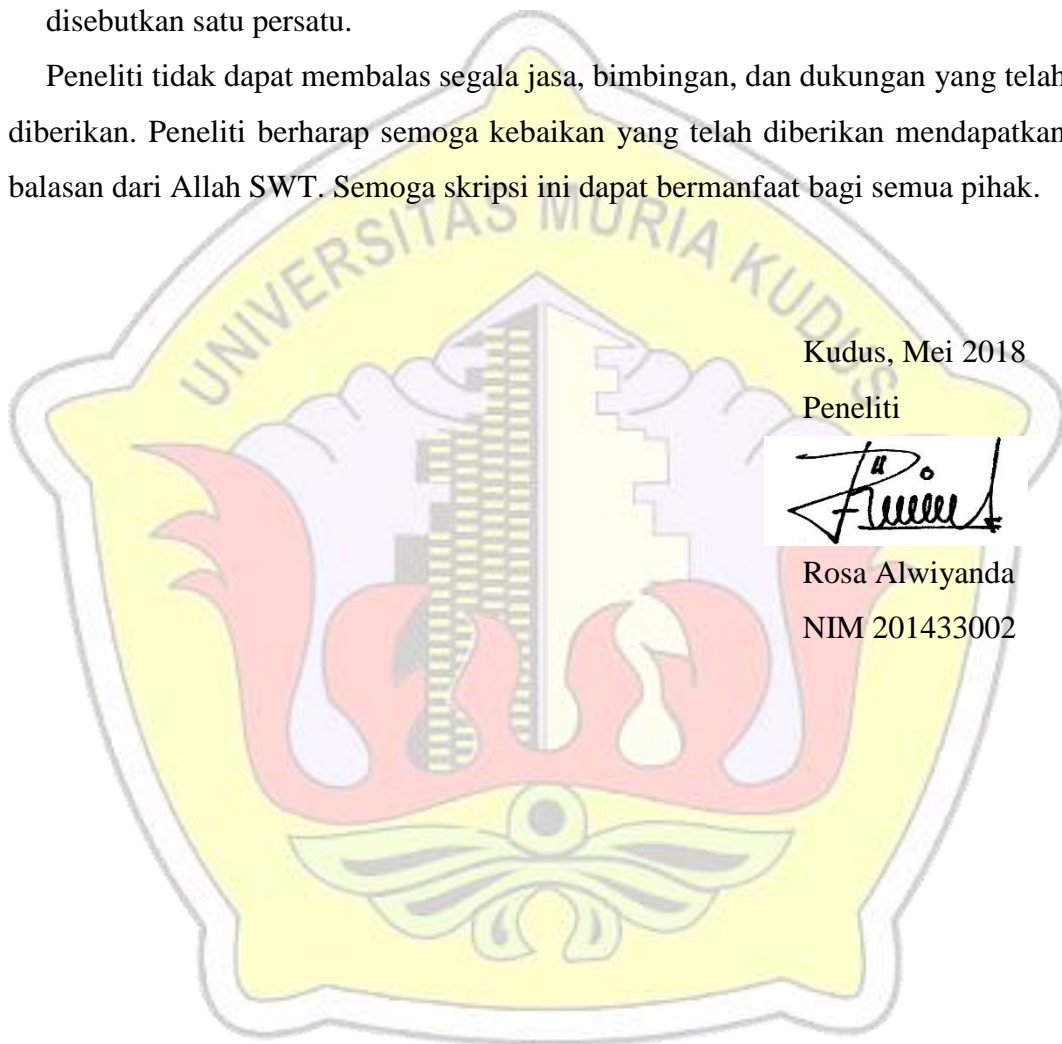 disebutkan satu persatu.
Peneliti tidak dapat membalas segala jasa, bimbingan, dan dukungan yang telah
diberikan. Peneliti berharap semoga kebaikan yang telah diberikan mendapatkan
balasan dari Allah SWT. Semoga skripsi ini dapat bermanfaat bagi semua pihak.
UNIVERSITAS MURIA KUDUS
Kudus, Mei 2018
Peneliti
Rosa Alwiyanda
NIM 201433002